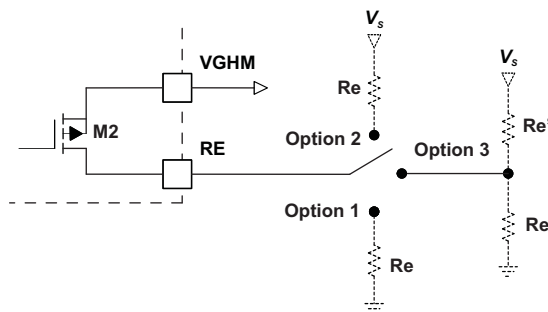 Vs
VGHM
Vs
Re
M2
Re'
Option 2
RE
Option 3
Option 1
Re
Re